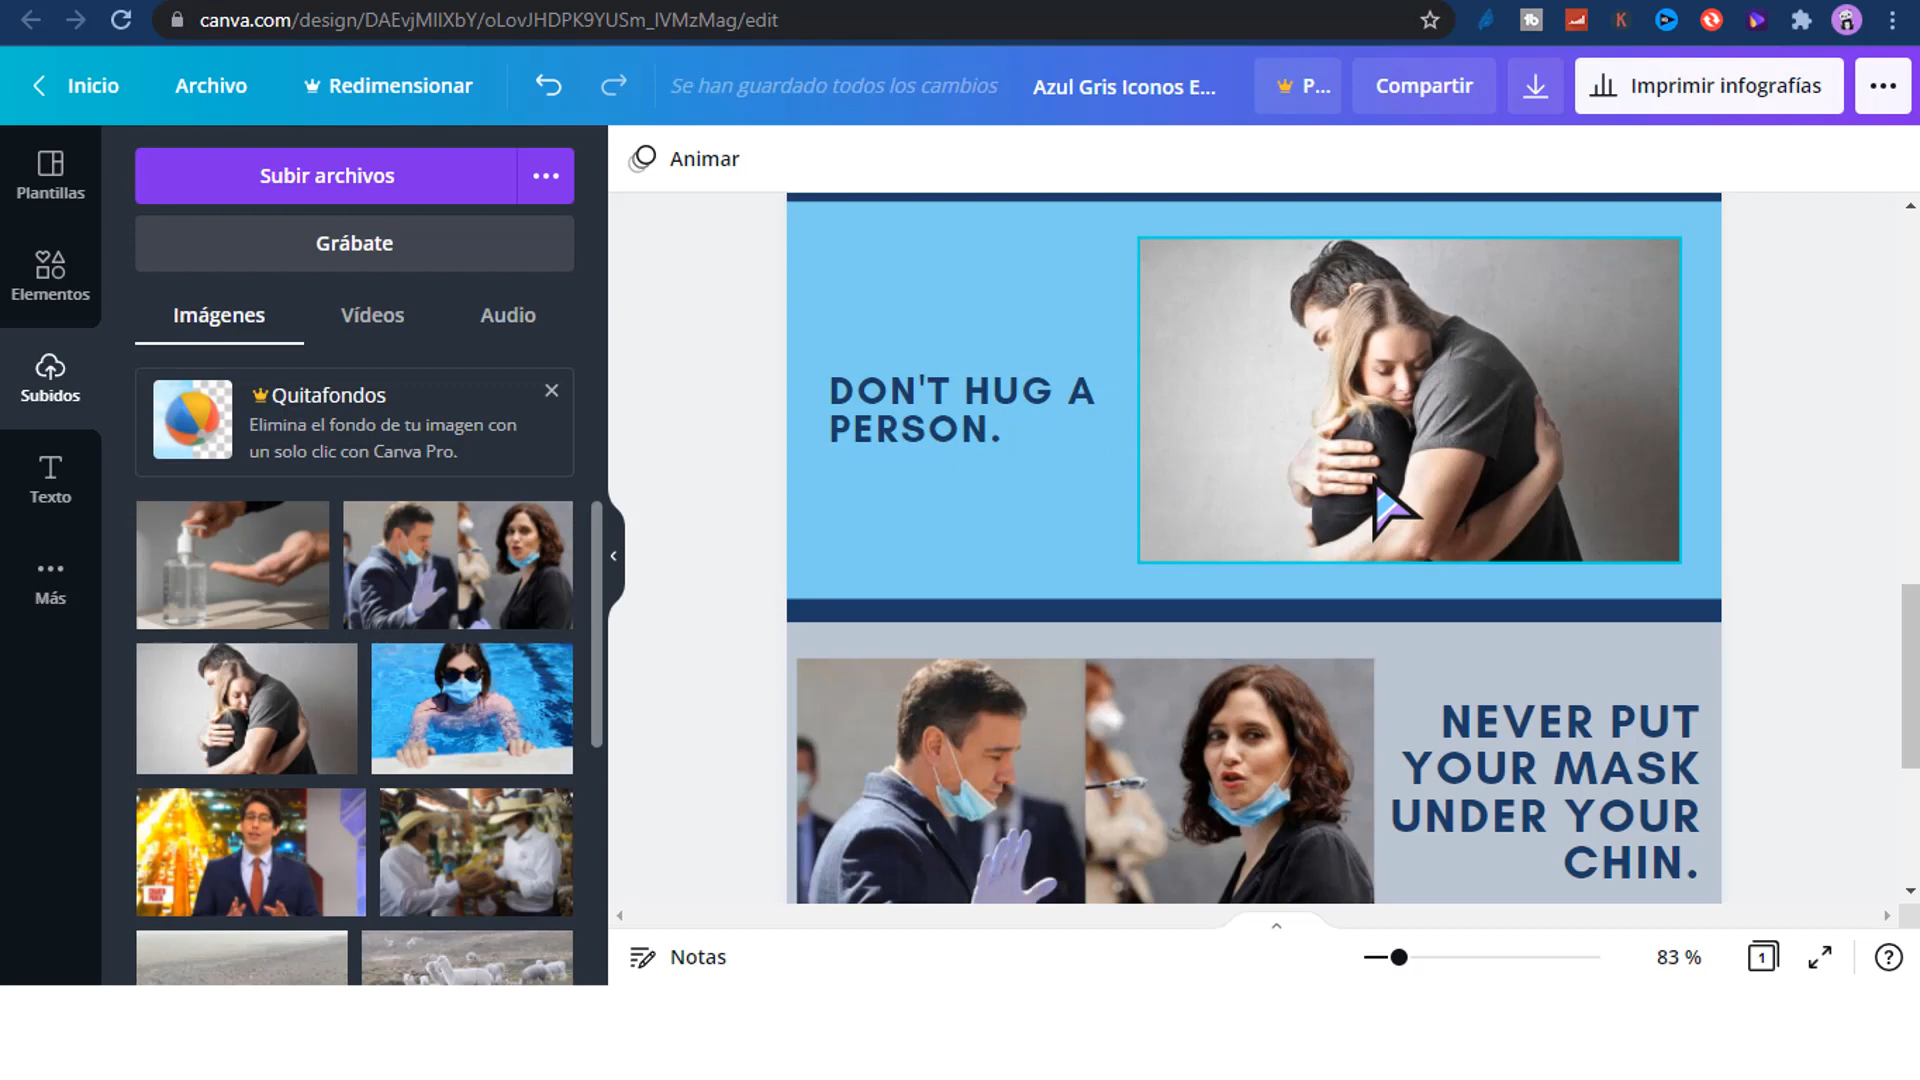 canva.com/design/DAEvjMIIXbY/oLovJHDPK9YUSm_IVMzMag/edit
Inicio
Archivo
Redimensionar
Se han guardado todos los cambios
Azul Gris Iconos E...
P...
Compartir
Imprimir infografías
Plantillas
Elementos
Subidos
Texto
Más
Subir archivos
Grábate
Imágenes
Vídeos
Audio
Quitafondos
Elimina el fondo de tu imagen con
un solo clic con Canva Pro.
Animar
DON'T HUG A
PERSON.
NEVER PUT
YOUR MASK
UNDER YOUR
CHIN.
Notas
83 %
1